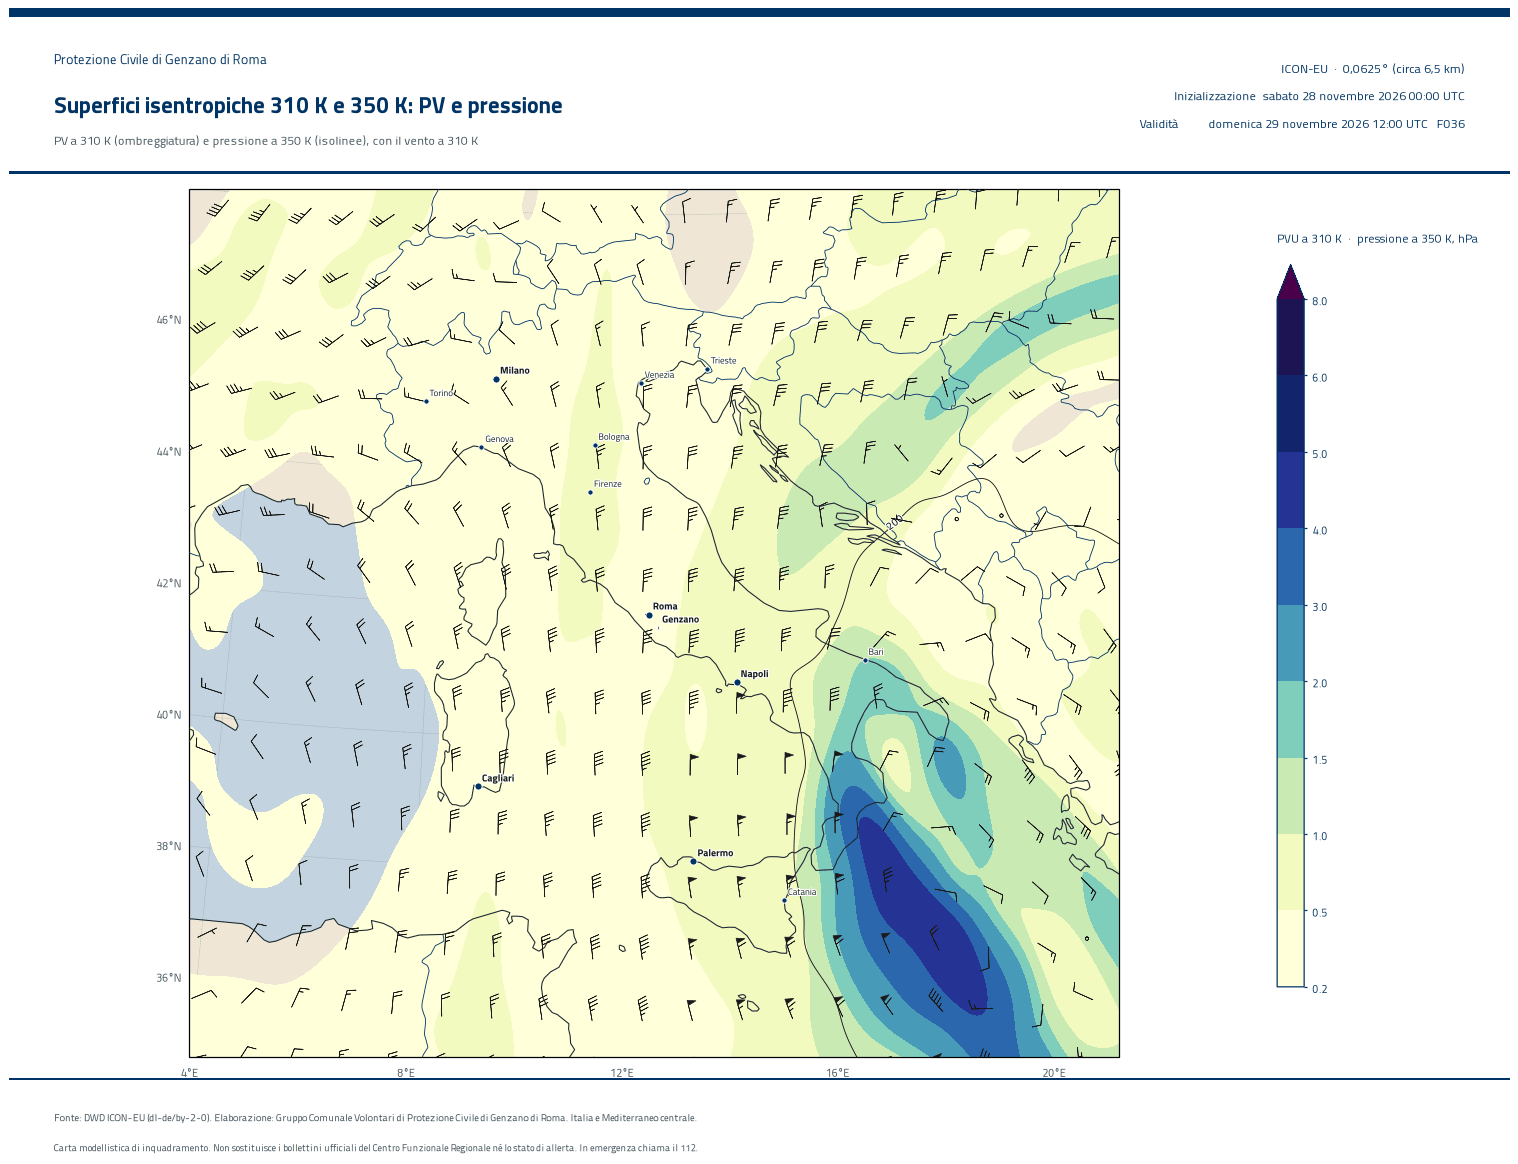 Protezione Civile di Genzano di Roma
Superfici isentropiche 310 K e 350 K: PV e pressione
PV a 310 K (ombreggiatura) e pressione a 350 K (isolinee), con il vento a 310 K
ICON-EU · 0,0625° (circa 6,5 km)
Inizializzazione sabato 28 novembre 2026 00:00 UTC
Validità domenica 29 novembre 2026 12:00 UTC F036
PVU a 310 K · pressione a 350 K, hPa
8.0
6.0
5.0
4.0
3.0
2.0
1.5
1.0
0.5
0.2
46°N
44°N
42°N
40°N
38°N
36°N
4°E
8°E
12°E
16°E
20°E
Trieste
Milano
Venezia
Torino
Bologna
Genova
Firenze
200
Roma
Genzano
Bari
Napoli
Cagliari
Palermo
Catania
Fonte: DWD ICON-EU (dl-de/by-2-0). Elaborazione: Gruppo Comunale Volontari di Protezione Civile di Genzano di Roma. Italia e Mediterraneo centrale.
Carta modellistica di inquadramento. Non sostituisce i bollettini ufficiali del Centro Funzionale Regionale né lo stato di allerta. In emergenza chiama il 112.